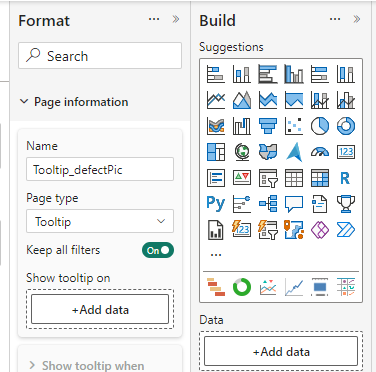 Format
Search
Page information
Name
Tooltip_defectPic
Page type
Tooltip
Keep all filters
On
Show tooltip on
+Add data
Show tooltip when
Build
Suggestions
123
R
Py
123
...
Data
+Add data